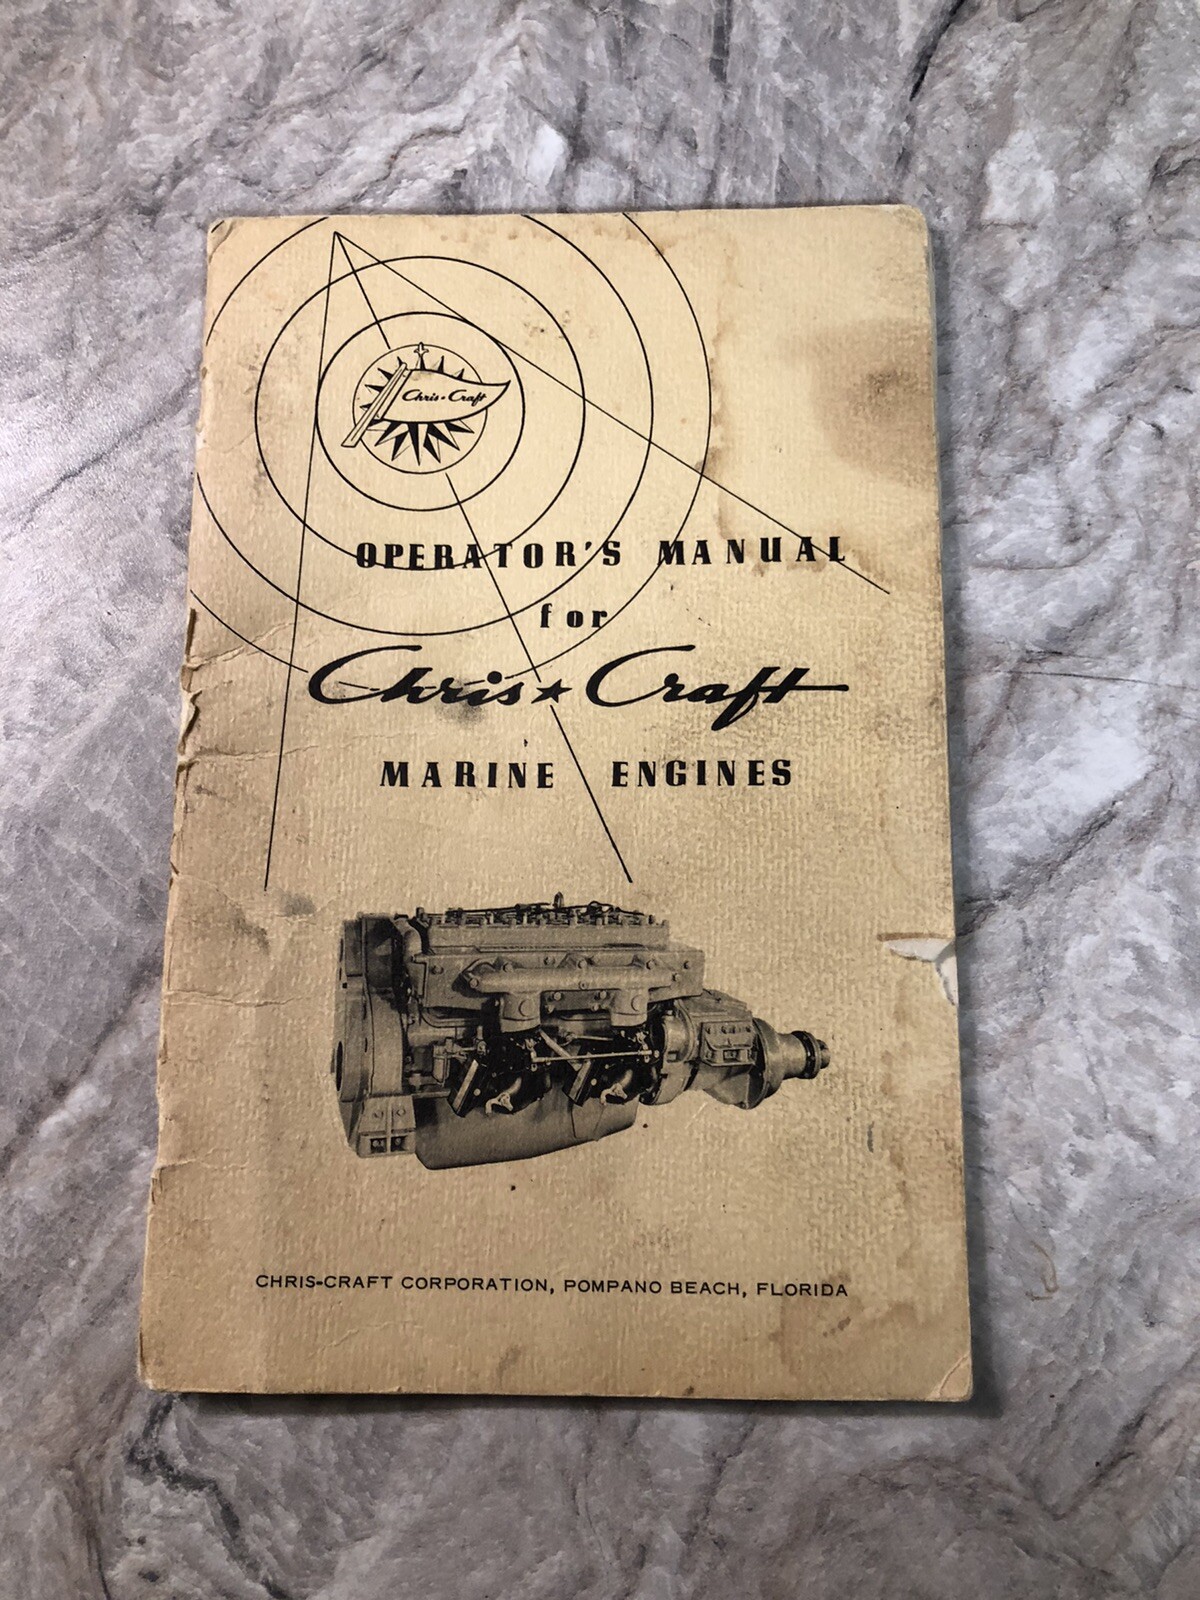 Chris-Craft
OPERATOR'S MANUAL
for
Chris★Craft
MARINE ENGINES
CHRIS-CRAFT CORPORATION, POMPANO BEACH, FLORIDA